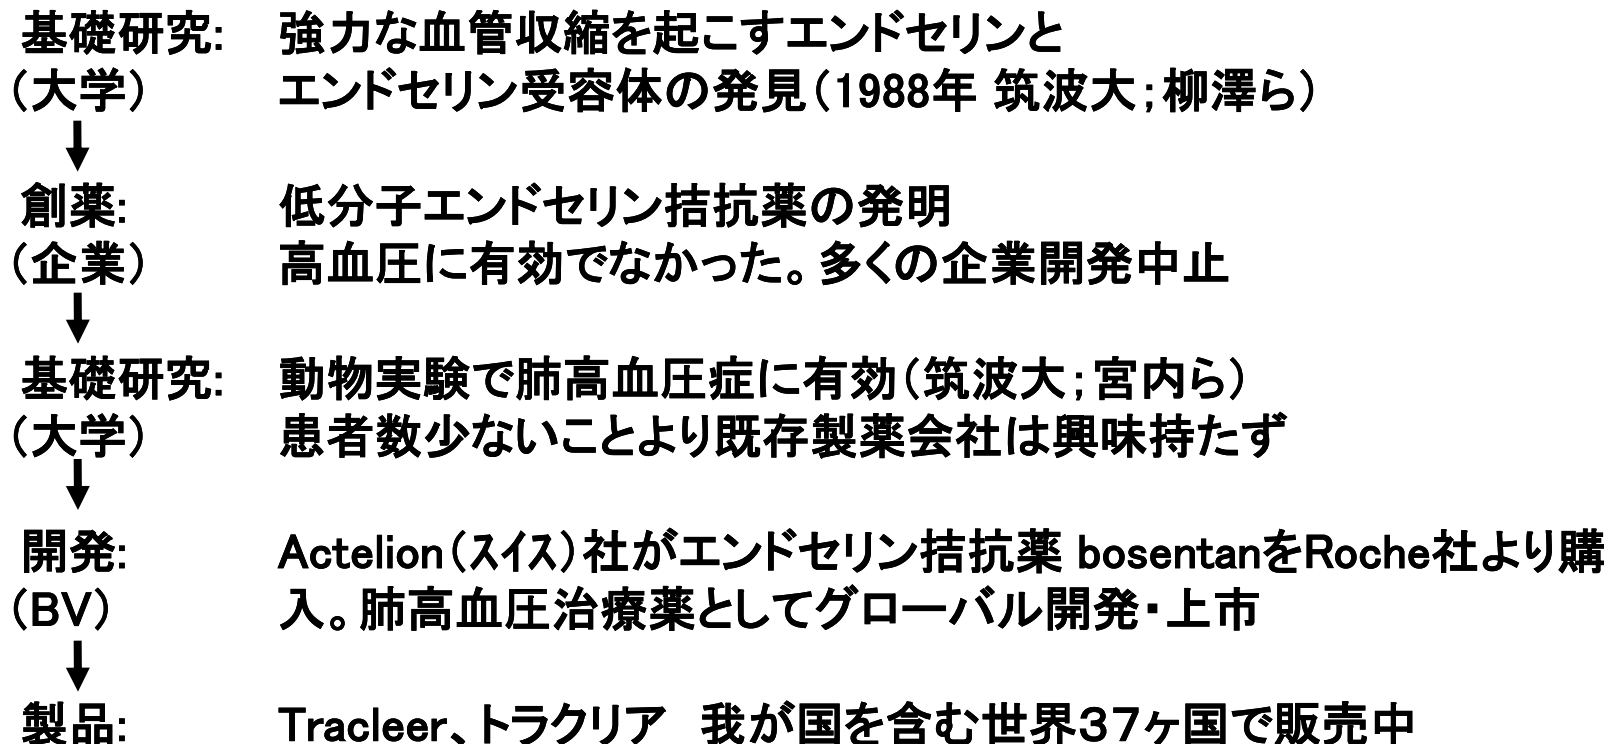 基礎研究: 強力な血管収縮を起こすエンドセリンと
（大学） エンドセリン受容体の発見（1988年 筑波大；柳澤ら）
創薬: 低分子エンドセリン拮抗薬の発明
（企業） 高血圧に有効でなかった。多くの企業開発中止
基礎研究: 動物実験で肺高血圧症に有効（筑波大；宮内ら）
（大学） 患者数少ないことより既存製薬会社は興味持たず
開発: Actelion（ｽｲｽ）社がエンドセリン拮抗薬 bosentanをRoche社より購
（BV） 入。肺高血圧治療薬としてグローバル開発・上市
製品: Tracleer、トラクリア　我が国を含む世界３７ヶ国で販売中